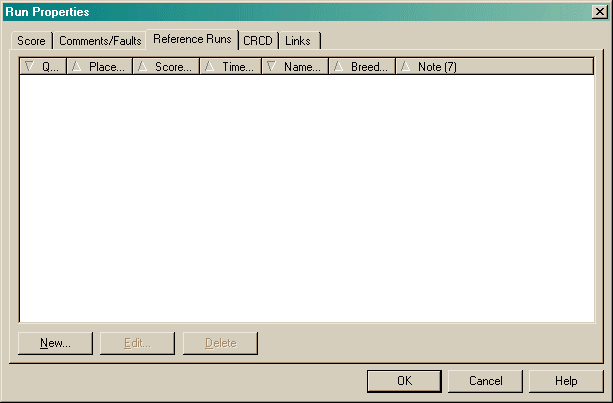 Run Properties
Score Comments/Faults Reference Runs CRCD Links
Q... Place... Score... Time... Name... Breed... Note (7)
New... Edit... Delete
OK Cancel Help